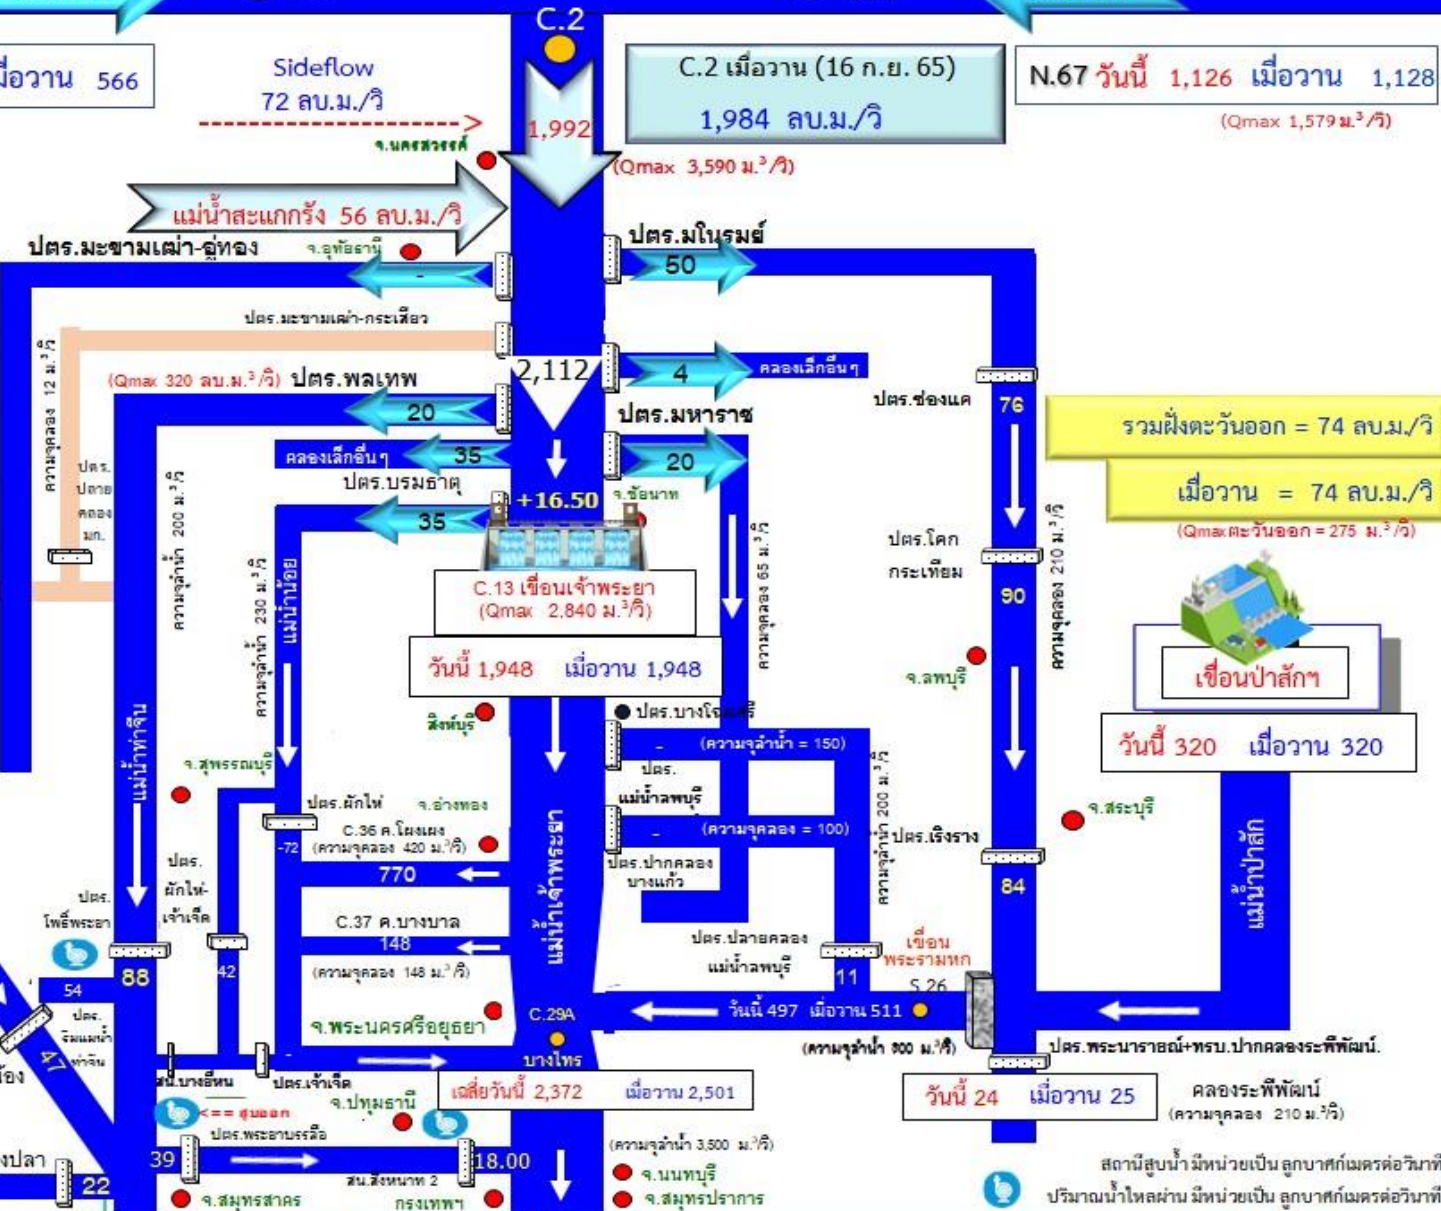 C.2
มื่อวาน 566
Sideflow
72 ลบ.ม./วิ
จ.นครสวรรค์
1,992
C.2 เมื่อวาน (16 ก.ย. 65)
1,984 ลบ.ม./วิ
(Qmax 3,590 ม.³/วิ)
N.67 วันนี้ 1,126 เมื่อวาน 1,128
(Qmax 1,579 ม.³/วิ)
แม่น้ำสะแกกรัง 56 ลบ.ม./วิ
ปตร.มะขามเฒ่า-อู่ทอง
จ.อุทัยธานี
-
ปตร.มโนรมย์
50
ปตร.มะขามเฒ่า-กระเสียว
ความจุคลอง 12 ม.³/วิ
2,112
4
คลองเล็กอื่นๆ
(Qmax 320 ลบ.ม.³/วิ) ปตร.พลเทพ
20
ปตร.มหาราช
20
ปตร.ช่องแค
76
รวมฝั่งตะวันออก = 74 ลบ.ม./วิ
เมื่อวาน = 74 ลบ.ม./วิ
(Qmaxตะวันออก = 275 ม.³/วิ)
คลองเล็กอื่นๆ
35
ปตร.บรมธาตุ
35
+16.50
จ.ชัยนาท
ปตร.
ปลาย
คลอง
มก.
ความจุลำน้ำ 200 ม.³/วิ
ความจุลำน้ำ 230 ม.³/วิ
แม่น้ำน้อย
C.13 เขื่อนเจ้าพระยา
(Qmax 2,840 ม.³/วิ)
วันนี้ 1,948 เมื่อวาน 1,948
ความจุคลอง 65 ม.³/วิ
ปตร.โคก
กระเทียม
90
ความจุคลอง 210 ม.³/วิ
จ.ลพบุรี
เขื่อนป่าสักฯ
วันนี้ 320 เมื่อวาน 320
สิงห์บุรี
ปตร.บางโฉมศรี
-
(ความจุลำน้ำ = 150)
ปตร.
แม่น้ำลพบุรี
-
(ความจุคลอง = 100)
ปตร.ปากคลอง
บางแก้ว
ความจุลำน้ำ 200 ม.³/วิ
แม่น้ำท่าจีน
จ.สุพรรณบุรี
ปตร.ผักไห่
จ.อ่างทอง
-72
C.36 ค.โผงเผง
(ความจุคลอง 420 ม.³/วิ)
770
C.37 ค.บางบาล
148
(ความจุคลอง 148 ม.³/วิ)
แม่น้ำเจ้าพระยา
ปตร.เริงราง
84
จ.สระบุรี
แม่น้ำป่าสัก
ปตร.
ผักไห่-
เจ้าเจ็ด
42
ปตร.
โพธิ์พระยา
88
54
ปตร.
ริมแม่น้ำ
ท่าจีน
47
ปตร.ปลายคลอง
แม่น้ำลพบุรี
11
เขื่อน
พระรามหก
S.26
วันนี้ 497 เมื่อวาน 511
(ความจุลำน้ำ 800 ม.³/วิ)
จ.พระนครศรีอยุธยา
C.29A
บางไทร
เฉลี่ยวันนี้ 2,372 เมื่อวาน 2,501
ปตร.พระนารายณ์+ทรบ.ปากคลองระพีพัฒน์.
วันนี้ 24 เมื่อวาน 25
คลองระพีพัฒน์
(ความจุคลอง 210 ม.³/วิ)
สน.บางยี่หน
ปตร.เจ้าเจ็ด
<== สูบออก
จ.ปทุมธานี
ปตร.พระยาบรรลือ
39
18.00
สน.สิงหนาท 2
22
จ.สมุทรสาคร
กรุงเทพฯ
(ความจุลำน้ำ 3,500 ม.³/วิ)
จ.นนทบุรี
จ.สมุทรปราการ
สถานีสูบน้ำ มีหน่วยเป็น ลูกบาศก์เมตรต่อวินาที
ปริมาณน้ำไหลผ่าน มีหน่วยเป็น ลูกบาศก์เมตรต่อวินาที